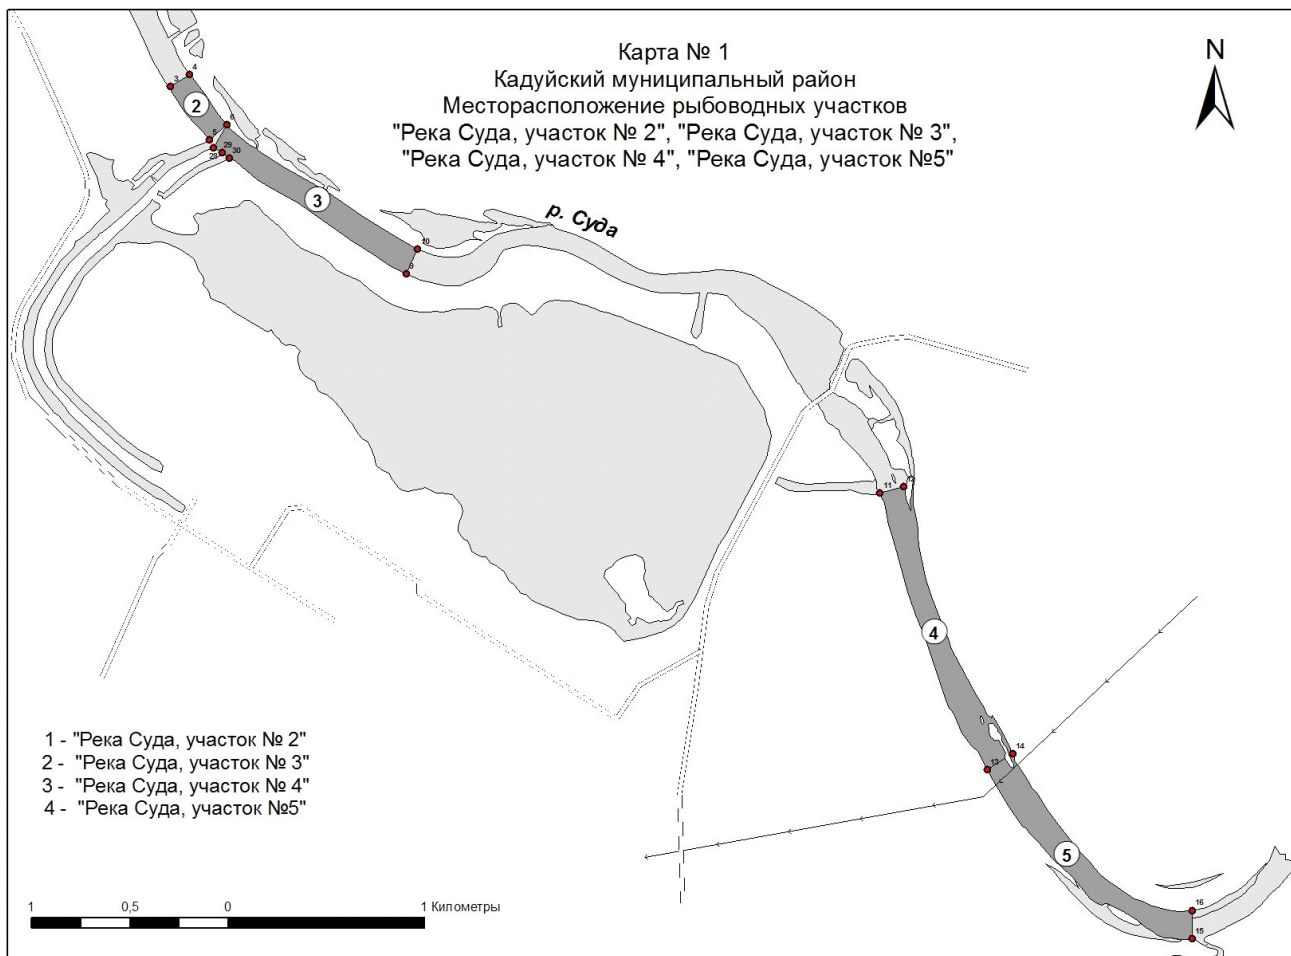 Карта № 1
Кадуйский муниципальный район
Месторасположение рыбоводных участков
"Река Суда, участок № 2", "Река Суда, участок № 3",
"Река Суда, участок № 4", "Река Суда, участок №5"
N
4
3
2
6
5
29
28
30
3
р. Суда
10
9
11
4
14
13
5
16
15
1 - "Река Суда, участок № 2"
2 - "Река Суда, участок № 3"
3 - "Река Суда, участок № 4"
4 - "Река Суда, участок №5"
1 0,5 0 1 Километры